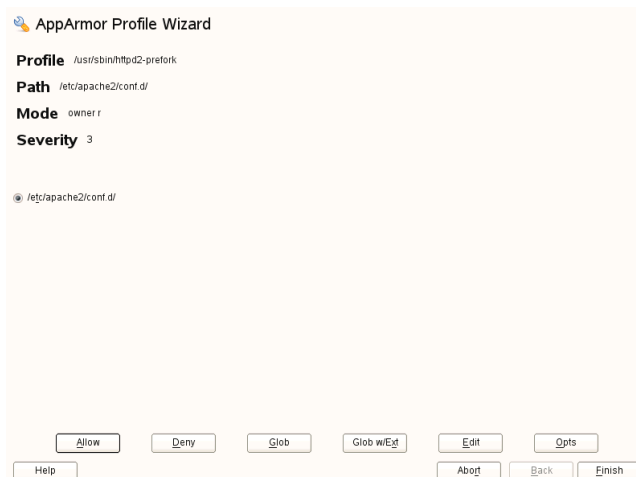 AppArmor Profile Wizard
Profile /usr/sbin/httpd2-prefork
Path /etc/apache2/conf.d/
Mode owner r
Severity 3
/etc/apache2/conf.d/
Allow Deny Glob Glob w/Ext Edit Opts
Help Abort Back Finish